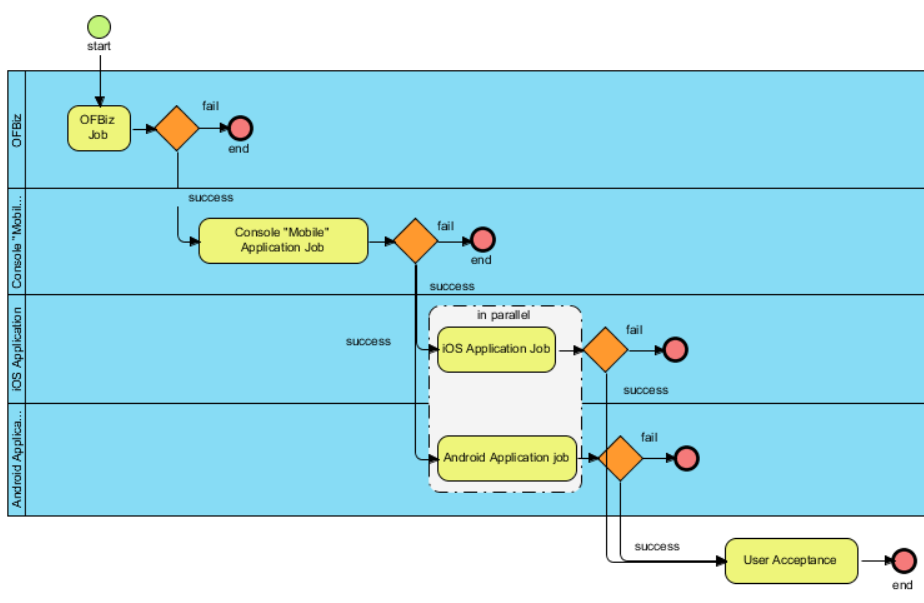 start
OFBiz
OFBiz
Job
fail
end
success
Console "Mobil...
Console "Mobile"
Application Job
fail
end
success
success
iOS Application
in parallel
iOS Application Job
fail
success
Android Applica...
Android Application job
fail
success
User Acceptance
end